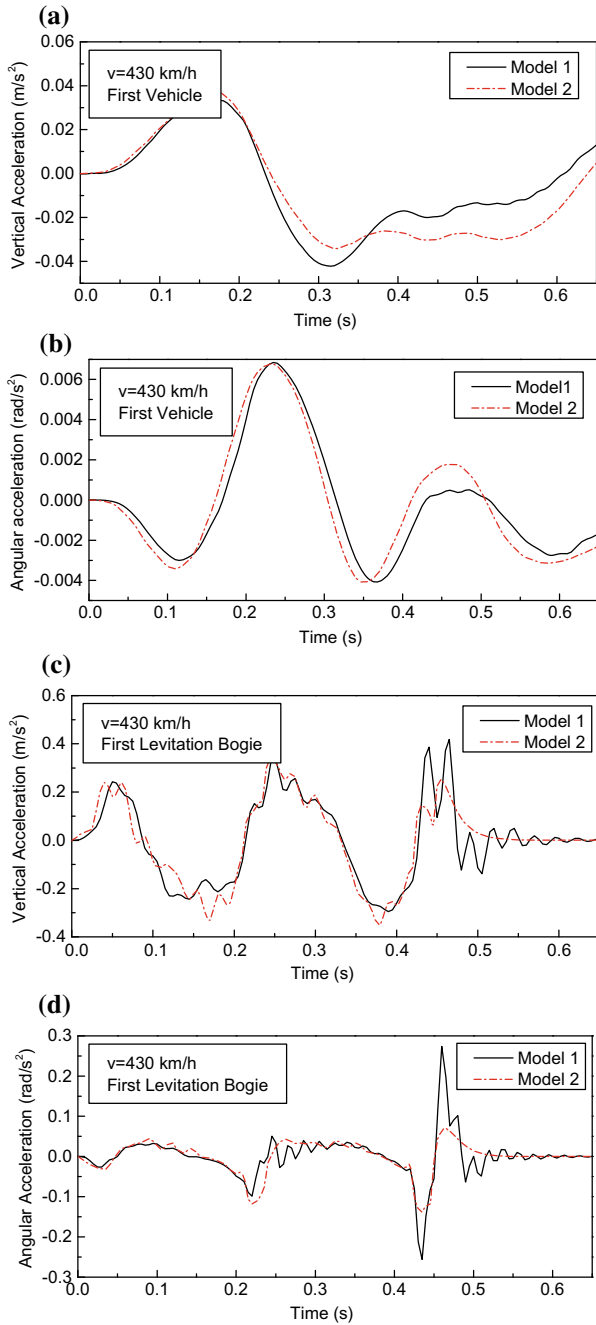 (a)
0.06
0.04
0.02
0.00
-0.02
-0.04
Vertical Acceleration (m/s²)
v=430 km/h
First Vehicle
Model 1
Model 2
0.0 0.1 0.2 0.3 0.4 0.5 0.6
Time (s)
(b)
0.006
0.004
0.002
0.000
-0.002
-0.004
Angular acceleration (rad/s²)
v=430 km/h
First Vehicle
Model1
Model 2
0.0 0.1 0.2 0.3 0.4 0.5 0.6
Time (s)
(c)
0.6
0.4
0.2
0.0
-0.2
-0.4
Vertical Acceleration (m/s²)
v=430 km/h
First Levitation Bogie
Model 1
Model 2
0.0 0.1 0.2 0.3 0.4 0.5 0.6
Time (s)
(d)
0.3
0.2
0.1
0.0
-0.1
-0.2
-0.3
Angular Acceleration (rad/s²)
v=430 km/h
First Levitation Bogie
Model 1
Model 2
0.0 0.1 0.2 0.3 0.4 0.5 0.6
Time (s)